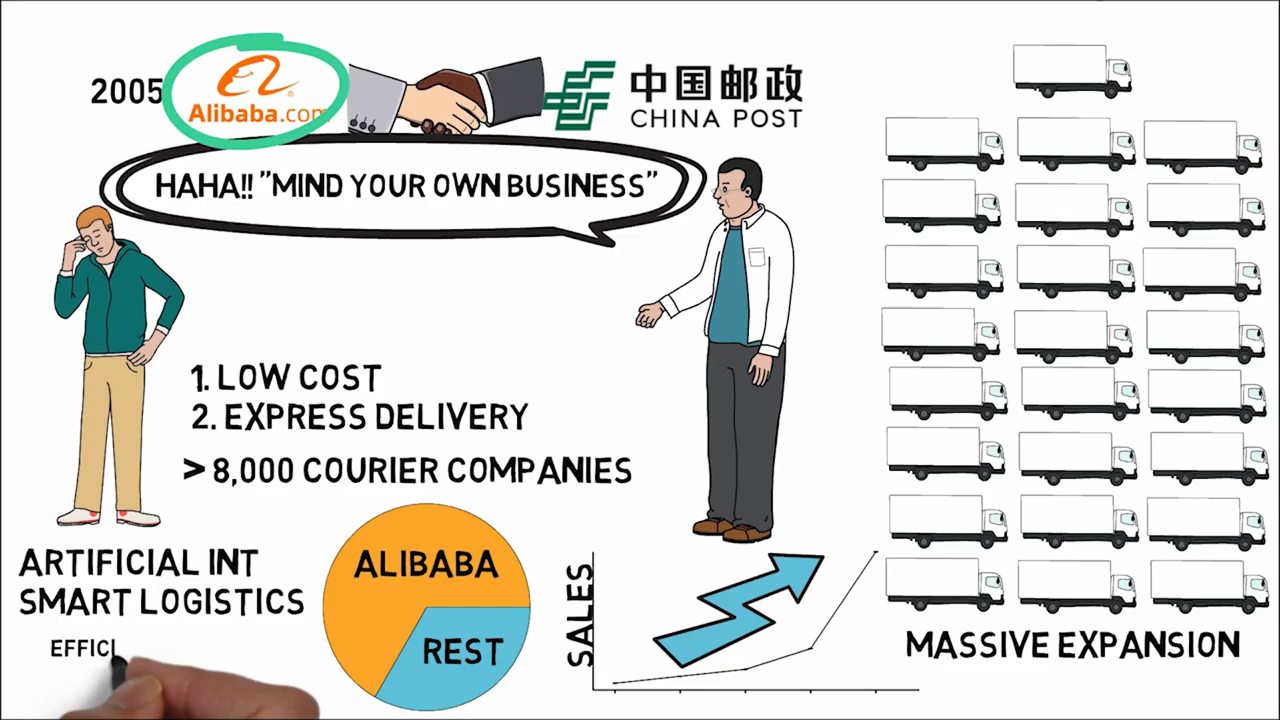 2005
Alibaba.com
中国邮政
CHINA POST
HAHA!! "MIND YOUR OWN BUSINESS"
1. LOW COST
2. EXPRESS DELIVERY
> 8,000 COURIER COMPANIES
ARTIFICIAL INT
SMART LOGISTICS
EFFICI
ALIBABA
REST
SALES
MASSIVE EXPANSION